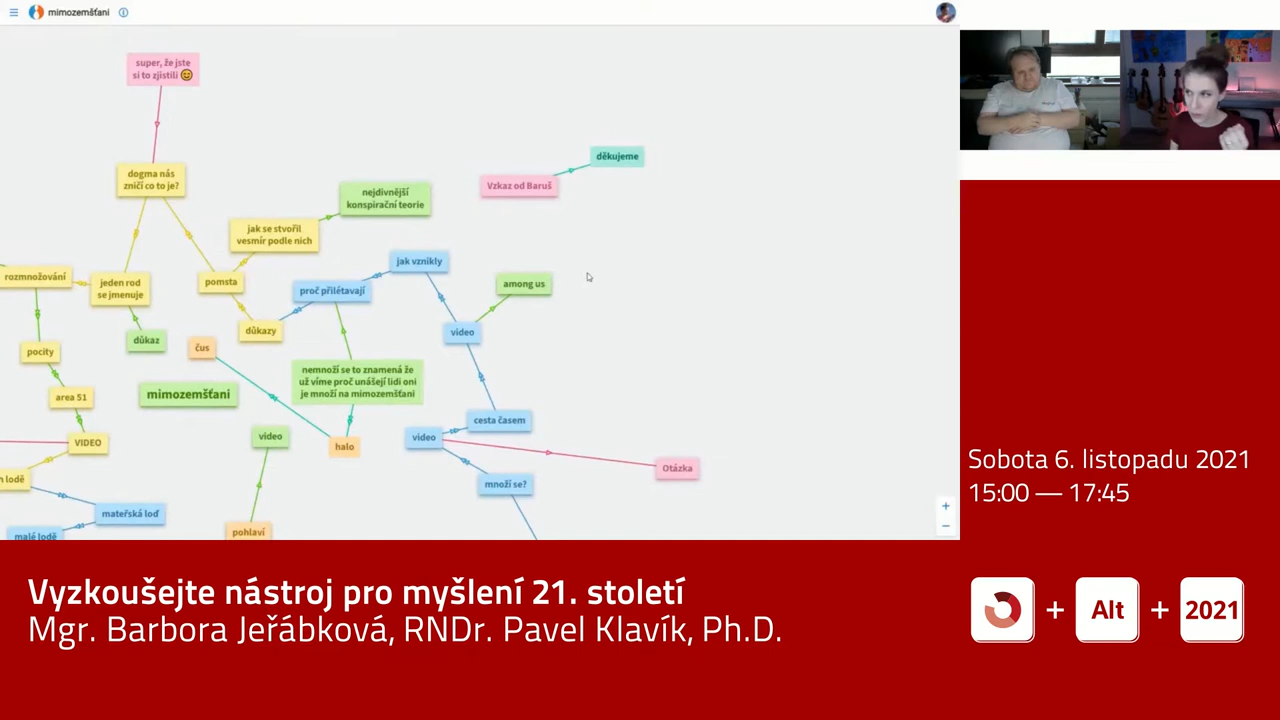 mimozemšťani
super, že jste
si to zjistili
dogma nás
zničí co to je?
nejdivnější
konspirační teorie
děkujeme
Vzkaz od Baruš
jak se stvořil
vesmír podle nich
jak vznikly
rozmnožování
jeden rod
se jmenuje
pomsta
proč přilétavají
among us
důkazy
video
důkaz
čus
pocity
nemnoží se to znamená že
už víme proč unášejí lidi oni
je množí na mimozemšťani
area 51
mimozemšťani
cesta časem
VIDEO
video
halo
video
Otázka
n lodě
množí se?
mateřská loď
pohlaví
malé lodě
Sobota 6. listopadu 2021
15:00 — 17:45
Vyzkoušejte nástroj pro myšlení 21. století
Mgr. Barbora Jeřábková, RNDr. Pavel Klavík, Ph.D.
+ Alt + 2021